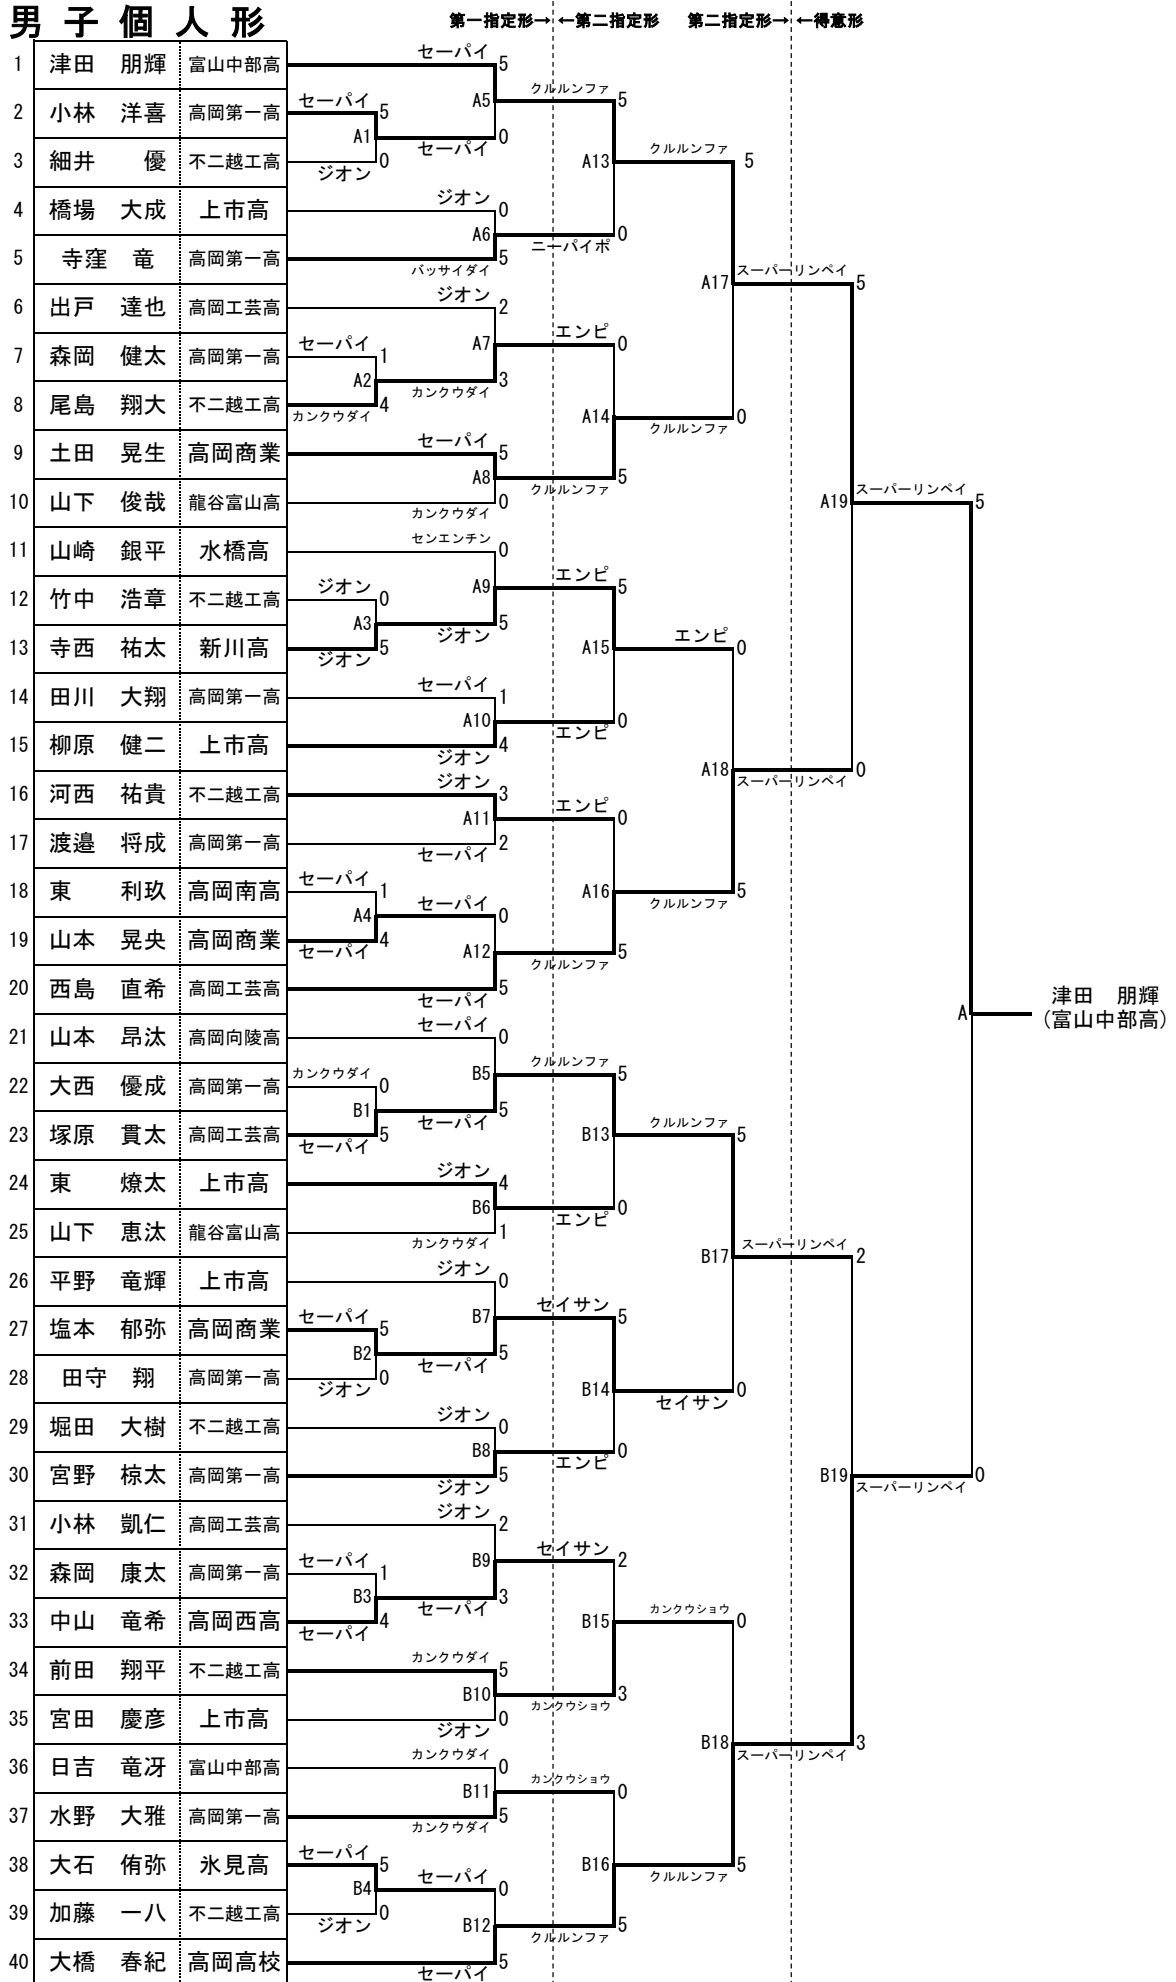 男子個人形
第一指定形→ ←第二指定形 第二指定形→ ←得意形
1 津田 朋輝 富山中部高
2 小林 洋喜 高岡第一高
3 細井 優 不二越工高
4 橋場 大成 上市高
5 寺窪 竜 高岡第一高
6 出戸 達也 高岡工芸高
7 森岡 健太 高岡第一高
8 尾島 翔大 不二越工高
9 土田 晃生 高岡商業
10 山下 俊哉 龍谷富山高
11 山崎 銀平 水橋高
12 竹中 浩章 不二越工高
13 寺西 祐太 新川高
14 田川 大翔 高岡第一高
15 柳原 健二 上市高
16 河西 祐貴 不二越工高
17 渡邉 将成 高岡第一高
18 東 利玖 高岡南高
19 山本 晃央 高岡商業
20 西島 直希 高岡工芸高
21 山本 昂汰 高岡向陵高
22 大西 優成 高岡第一高
23 塚原 貫太 高岡工芸高
24 東 燎太 上市高
25 山下 恵汰 龍谷富山高
26 平野 竜輝 上市高
27 塩本 郁弥 高岡商業
28 田守 翔 高岡第一高
29 堀田 大樹 不二越工高
30 宮野 椋太 高岡第一高
31 小林 凱仁 高岡工芸高
32 森岡 康太 高岡第一高
33 中山 竜希 高岡西高
34 前田 翔平 不二越工高
35 宮田 慶彦 上市高
36 日吉 竜冴 富山中部高
37 水野 大雅 高岡第一高
38 大石 侑弥 氷見高
39 加藤 一八 不二越工高
40 大橋 春紀 高岡高校
セーパイ 5
A1
ジオン 0
セーパイ 1
A2
カンクウダイ 4
ジオン 0
A3
ジオン 5
セーパイ 1
A4
セーパイ 4
カンクウダイ 0
B1
セーパイ 5
セーパイ 5
B2
ジオン 0
セーパイ 1
B3
セーパイ 4
セーパイ 5
B4
ジオン 0
セーパイ 5
A5
セーパイ 0
ジオン 0
A6
バッサイダイ 5
ジオン 2
A7
カンクウダイ 3
セーパイ 5
A8
カンクウダイ 0
センエンチン 0
A9
ジオン 5
セーパイ 1
A10
ジオン 4
ジオン 3
A11
セーパイ 2
セーパイ 0
A12
セーパイ 5
セーパイ 0
B5
セーパイ 5
ジオン 4
B6
カンクウダイ 1
ジオン 0
B7
セーパイ 5
ジオン 0
B8
ジオン 5
ジオン 2
B9
セーパイ 3
カンクウダイ 5
B10
ジオン 0
カンクウダイ 0
B11
カンクウダイ 5
セーパイ 0
B12
セーパイ 5
クルルンファ 5
A13
ニーパイポ 0
エンピ 0
A14
クルルンファ 5
エンピ 5
A15
エンピ 0
エンピ 0
A16
クルルンファ 5
クルルンファ 5
B13
エンピ 0
セイサン 5
B14
エンピ 0
セイサン 2
B15
カンクウショウ 3
カンクウショウ 0
B16
クルルンファ 5
クルルンファ 5
A17
クルルンファ 0
エンピ 0
A18
クルルンファ 5
クルルンファ 5
B17
セイサン 0
カンクウショウ 0
B18
クルルンファ 5
スーパーリンペイ 5
A19
スーパーリンペイ 0
スーパーリンペイ 2
B19
スーパーリンペイ 3
スーパーリンペイ 5
A
スーパーリンペイ 0
津田 朋輝
(富山中部高)